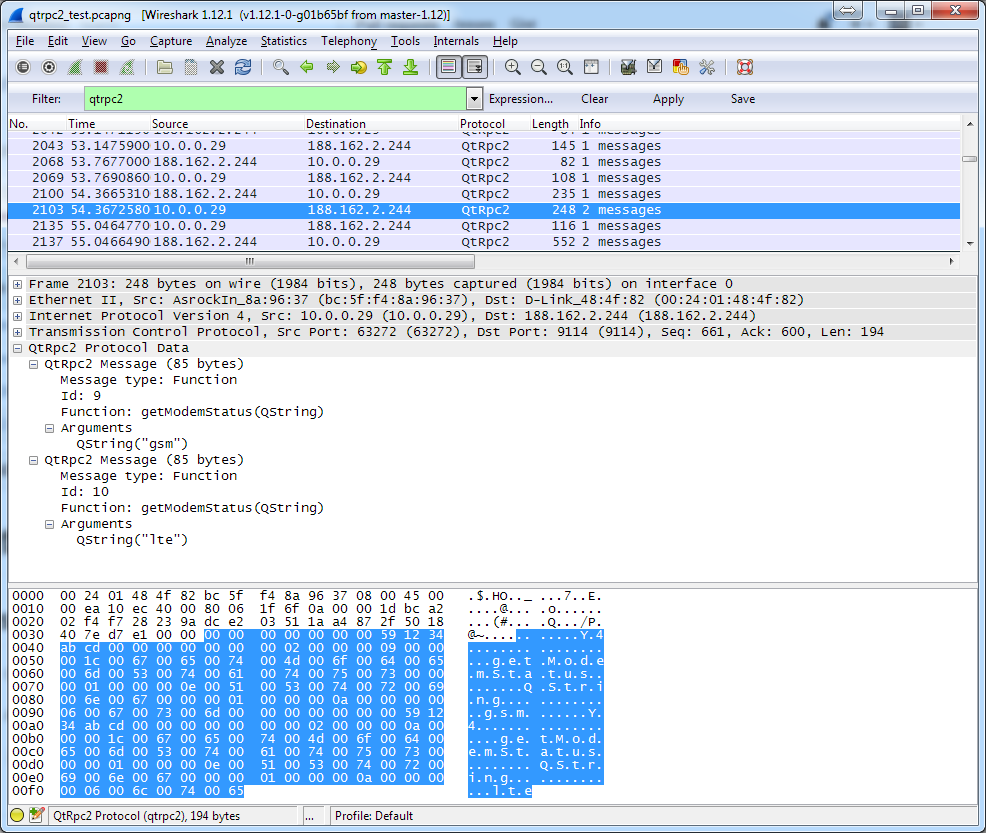 qtrpc2_test.pcapng [Wireshark 1.12.1 (v1.12.1-0-g01b65bf from master-1.12)]
File Edit View Go Capture Analyze Statistics Telephony Tools Internals Help
Filter: qtrpc2 Expression... Clear Apply Save
No. Time Source Destination Protocol Length Info
2043 53.1475900 10.0.0.29 188.162.2.244 QtRpc2 145 1 messages
2068 53.7677000 188.162.2.244 10.0.0.29 QtRpc2 82 1 messages
2069 53.7690860 10.0.0.29 188.162.2.244 QtRpc2 108 1 messages
2100 54.3665310 188.162.2.244 10.0.0.29 QtRpc2 235 1 messages
2103 54.3672580 10.0.0.29 188.162.2.244 QtRpc2 248 2 messages
2135 55.0464770 10.0.0.29 188.162.2.244 QtRpc2 116 1 messages
2137 55.0466490 188.162.2.244 10.0.0.29 QtRpc2 552 2 messages
Frame 2103: 248 bytes on wire (1984 bits), 248 bytes captured (1984 bits) on interface 0
Ethernet II, Src: AsrockIn_8a:96:37 (bc:5f:f4:8a:96:37), Dst: D-Link_48:4f:82 (00:24:01:48:4f:82)
Internet Protocol Version 4, Src: 10.0.0.29 (10.0.0.29), Dst: 188.162.2.244 (188.162.2.244)
Transmission Control Protocol, Src Port: 63272 (63272), Dst Port: 9114 (9114), Seq: 661, Ack: 600, Len: 194
QtRpc2 Protocol Data
QtRpc2 Message (85 bytes)
Message type: Function
Id: 9
Function: getModemStatus(QString)
Arguments
QString("gsm")
QtRpc2 Message (85 bytes)
Message type: Function
Id: 10
Function: getModemStatus(QString)
Arguments
QString("lte")
0000 00 24 01 48 4f 82 bc 5f f4 8a 96 37 08 00 45 00 .$.HO.._ ...7..E.
0010 00 ea 10 ec 40 00 80 06 1f 6f 0a 00 00 1d bc a2 ....@... .o......
0020 02 f4 f7 28 23 9a dc e2 03 51 1a a4 87 2f 50 18 ...(#... .Q.../P.
0030 40 7e d7 e1 00 00 00 00 00 00 00 00 00 59 12 34 @~...... .....Y.4
0040 ab cd 00 00 00 00 00 00 00 02 00 00 00 09 00 00 ........ ........
0050 00 1c 00 67 00 65 00 74 00 4d 00 6f 00 64 00 65 ...g.e.t .M.o.d.e
0060 00 6d 00 53 00 74 00 61 00 74 00 75 00 73 00 00 .m.S.t.a .t.u.s..
0070 00 01 00 00 00 0e 00 51 00 53 00 74 00 72 00 69 .......Q .S.t.r.i
0080 00 6e 00 67 00 00 00 01 00 00 00 0a 00 00 00 00 .n.g.... ........
0090 06 00 67 00 73 00 6d 00 00 00 00 00 00 00 59 12 ..g.s.m. ......Y.
00a0 34 ab cd 00 00 00 00 00 00 00 02 00 00 00 0a 00 4....... ........
00b0 00 00 1c 00 67 00 65 00 74 00 4d 00 6f 00 64 00 ....g.e. t.M.o.d.
00c0 65 00 6d 00 53 00 74 00 61 00 74 00 75 00 73 00 e.m.S.t. a.t.u.s.
00d0 00 00 01 00 00 00 0e 00 51 00 53 00 74 00 72 00 ........ Q.S.t.r.
00e0 69 00 6e 00 67 00 00 00 01 00 00 00 0a 00 00 00 i.n.g... ........
00f0 00 06 00 6c 00 74 00 65 ...l.t.e
QtRpc2 Protocol (qtrpc2), 194 bytes ... Profile: Default